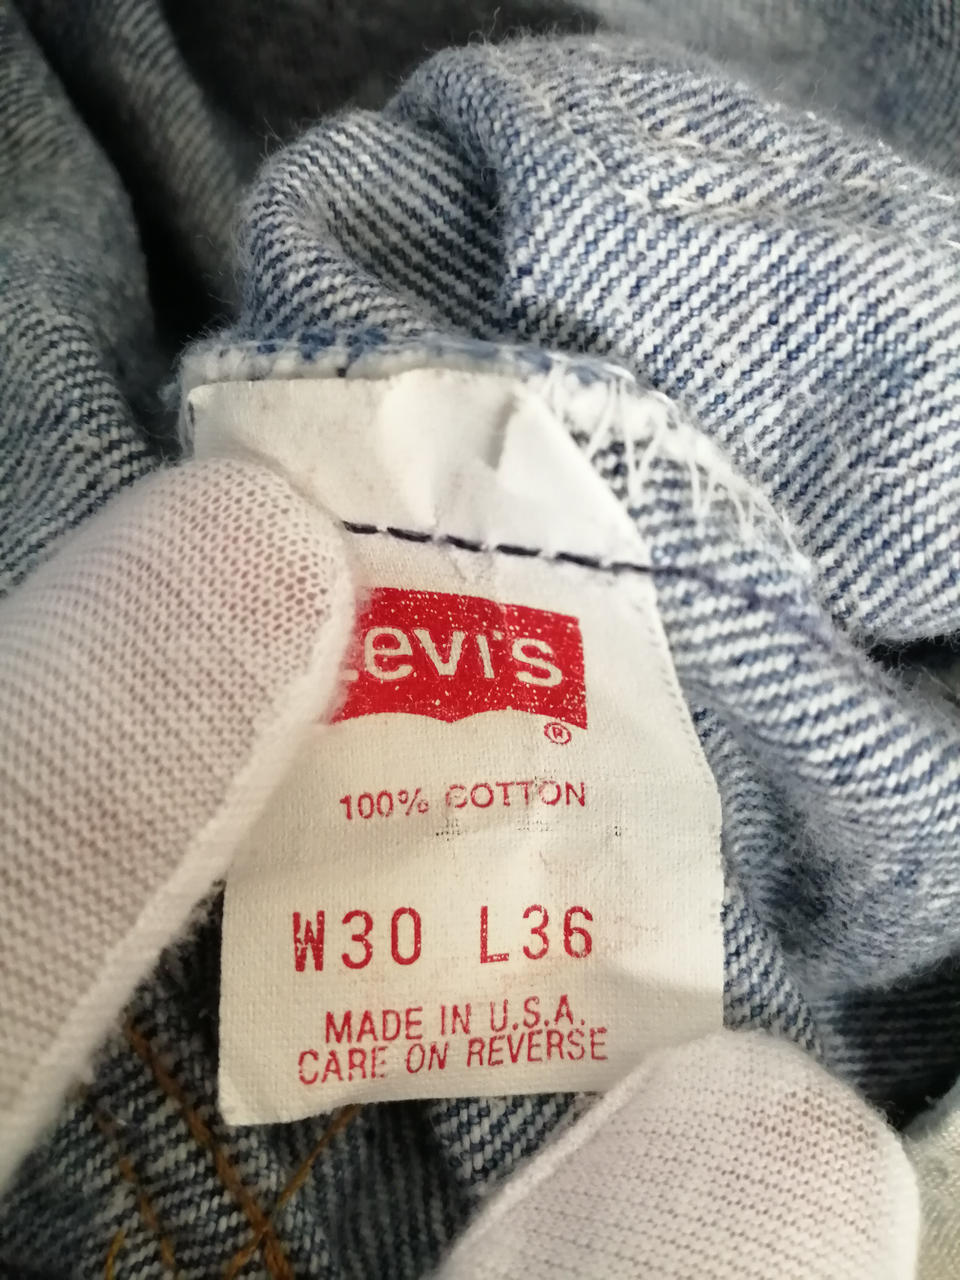 Levi's®
100% COTTON
W30 L36
MADE IN U.S.A.
CARE ON REVERSE